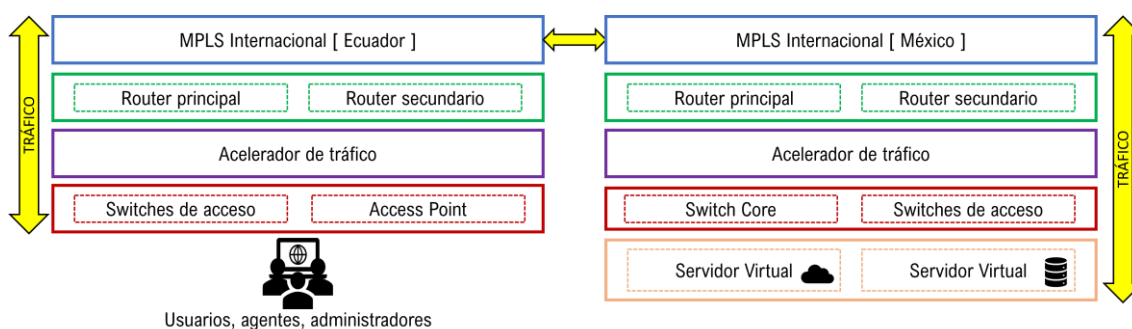 TRÁFICO
MPLS Internacional [ Ecuador ]
Router principal
Router secundario
Acelerador de tráfico
Switches de acceso
Access Point
Usuarios, agentes, administradores
MPLS Internacional [ México ]
Router principal
Router secundario
Acelerador de tráfico
Switch Core
Switches de acceso
Servidor Virtual
Servidor Virtual
TRÁFICO